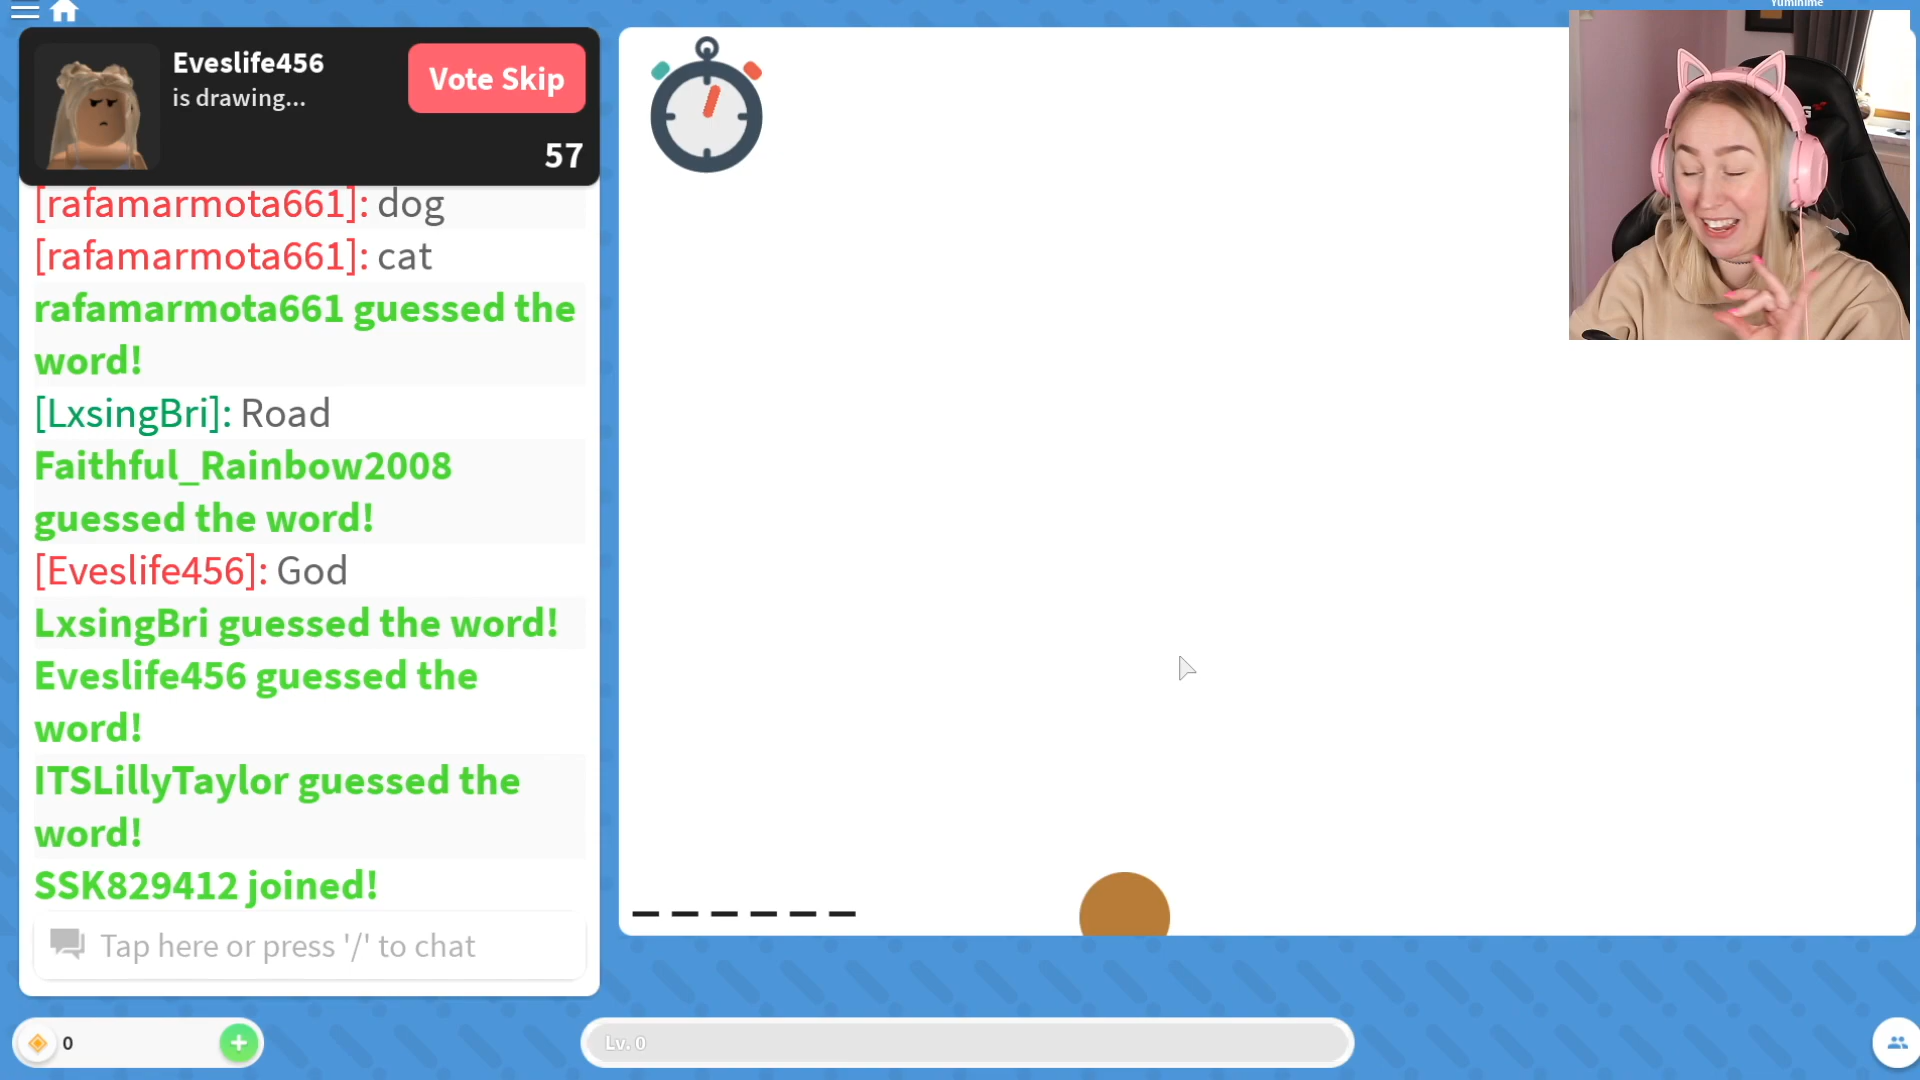 Yuminime
Eveslife456
is drawing...
Vote Skip
57
[rafamarmota661]: dog
[rafamarmota661]: cat
rafamarmota661 guessed the
word!
[LxsingBri]: Road
Faithful_Rainbow2008
guessed the word!
[Eveslife456]: God
LxsingBri guessed the word!
Eveslife456 guessed the
word!
ITSLillyTaylor guessed the
word!
SSK829412 joined!
Tap here or press '/' to chat
0
Lv. 0